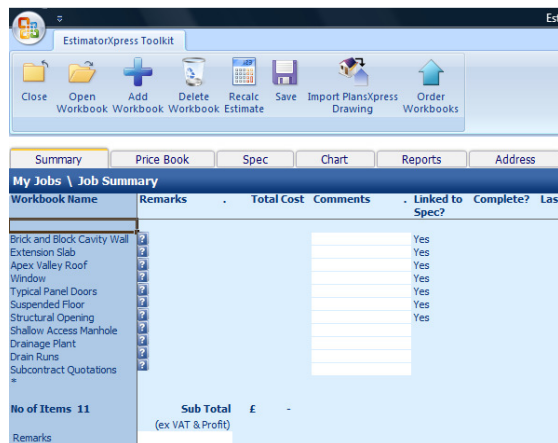 Est
EstimatorXpress Toolkit
Close Open Workbook Add Workbook Delete Workbook Recalc Estimate Save Import PlansXpress Drawing Order Workbooks
Summary Price Book Spec Chart Reports Address
My Jobs \ Job Summary
Workbook Name Remarks . Total Cost Comments . Linked to Spec? Complete? Las
Brick and Block Cavity Wall ? Yes
Extension Slab ? Yes
Apex Valley Roof ? Yes
Window ? Yes
Typical Panel Doors ? Yes
Suspended Floor ? Yes
Structural Opening ? Yes
Shallow Access Manhole ?
Drainage Plant ?
Drain Runs ?
Subcontract Quotations ?
*
No of Items 11 Sub Total £ -
(ex VAT & Profit)
Remarks